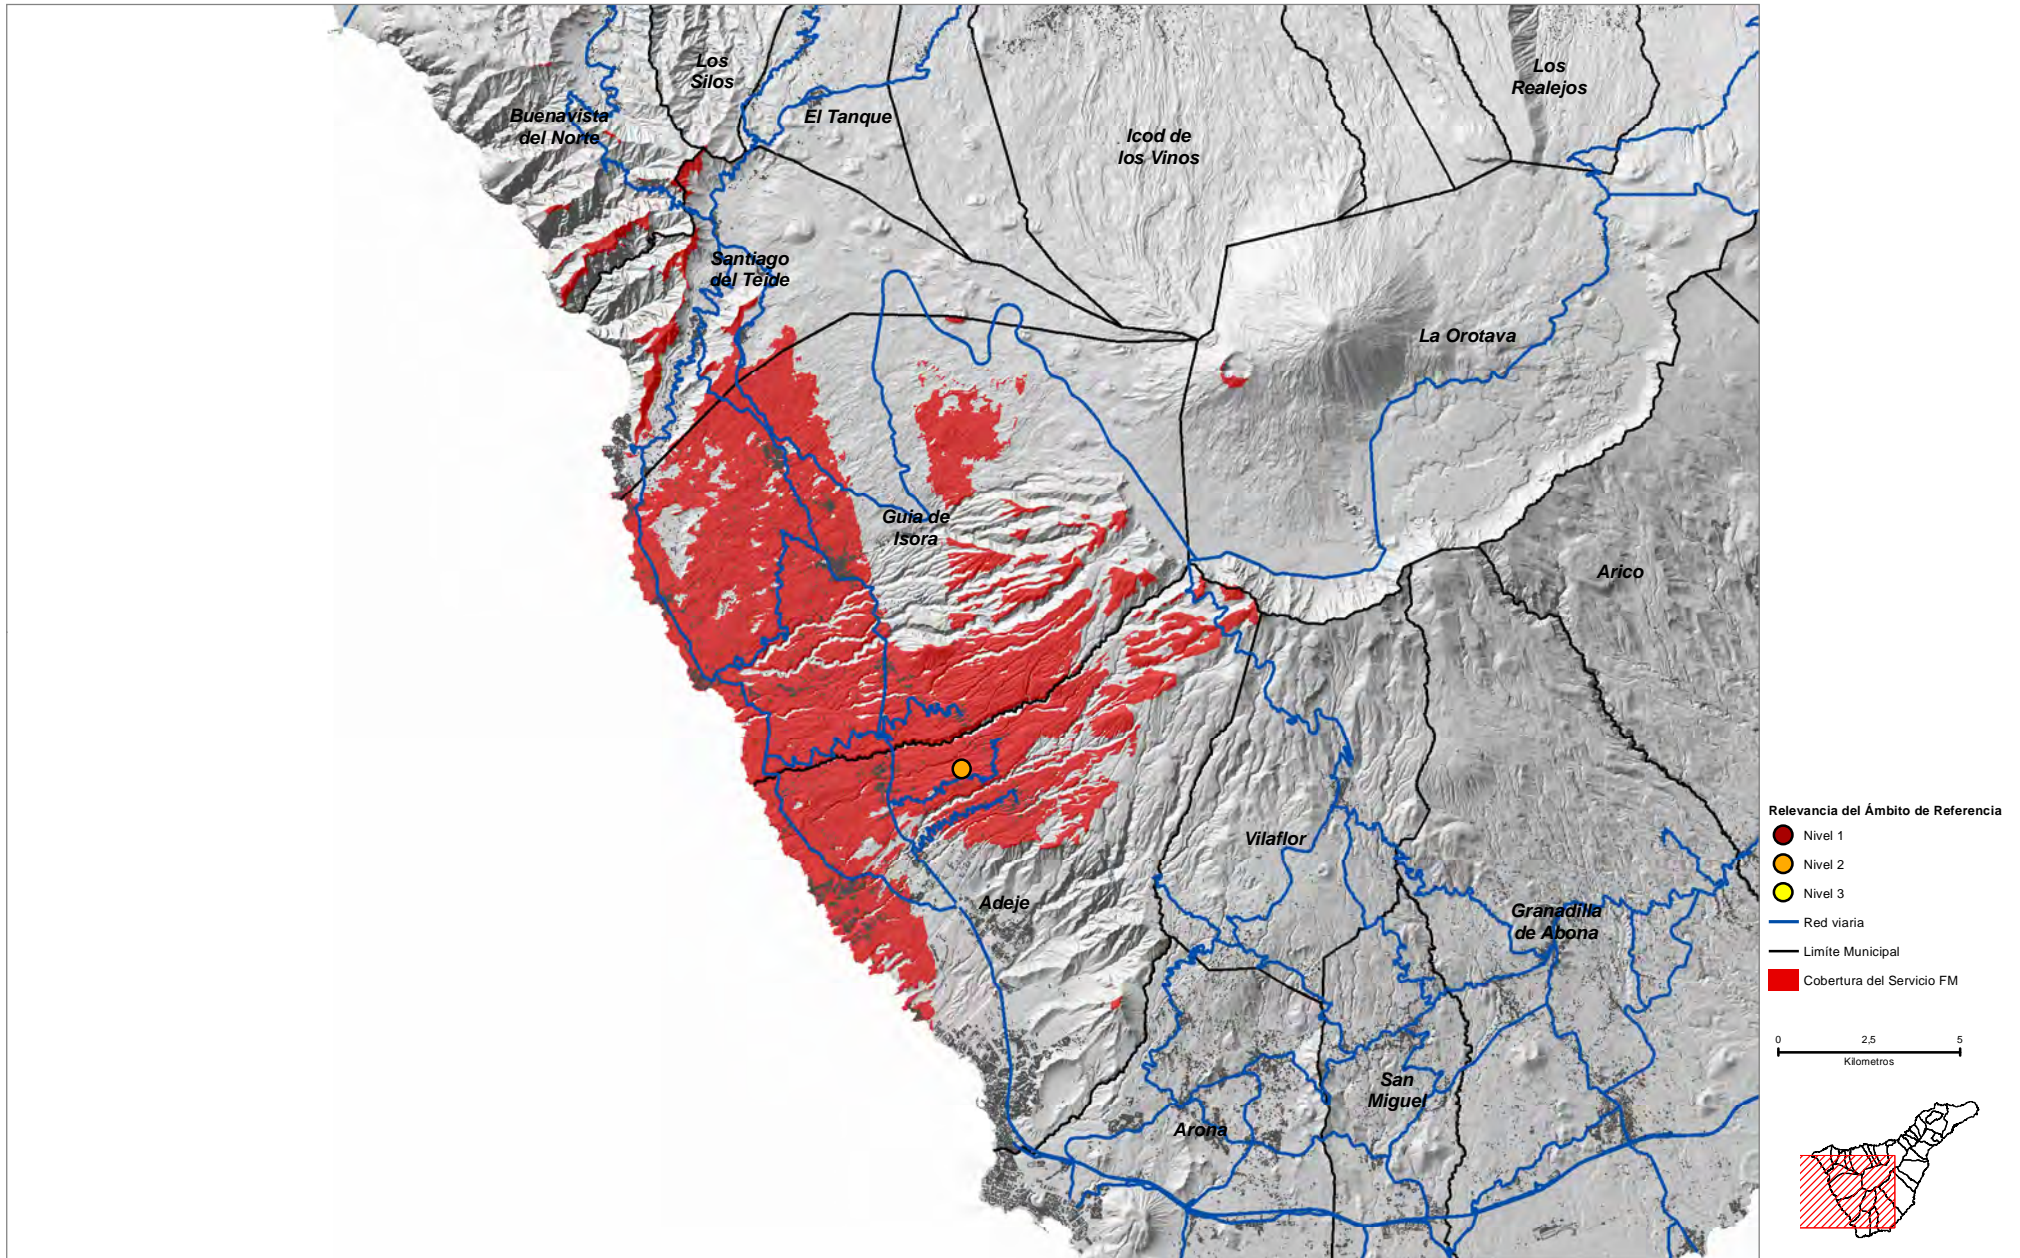 Los
Silos
Los
Realejos
Buenavista
del Norte
El Tanque
Icod de
los Vinos
Santiago
del Teide
La Orotava
Guia de
Isora
Arico
Vilaflor
Adeje
Granadilla
de Abona
San
Miguel
Arona
Relevancia del Ámbito de Referencia
Nivel 1
Nivel 2
Nivel 3
Red viaria
Limíte Municipal
Cobertura del Servicio FM
0 2,5 5
Kilometros